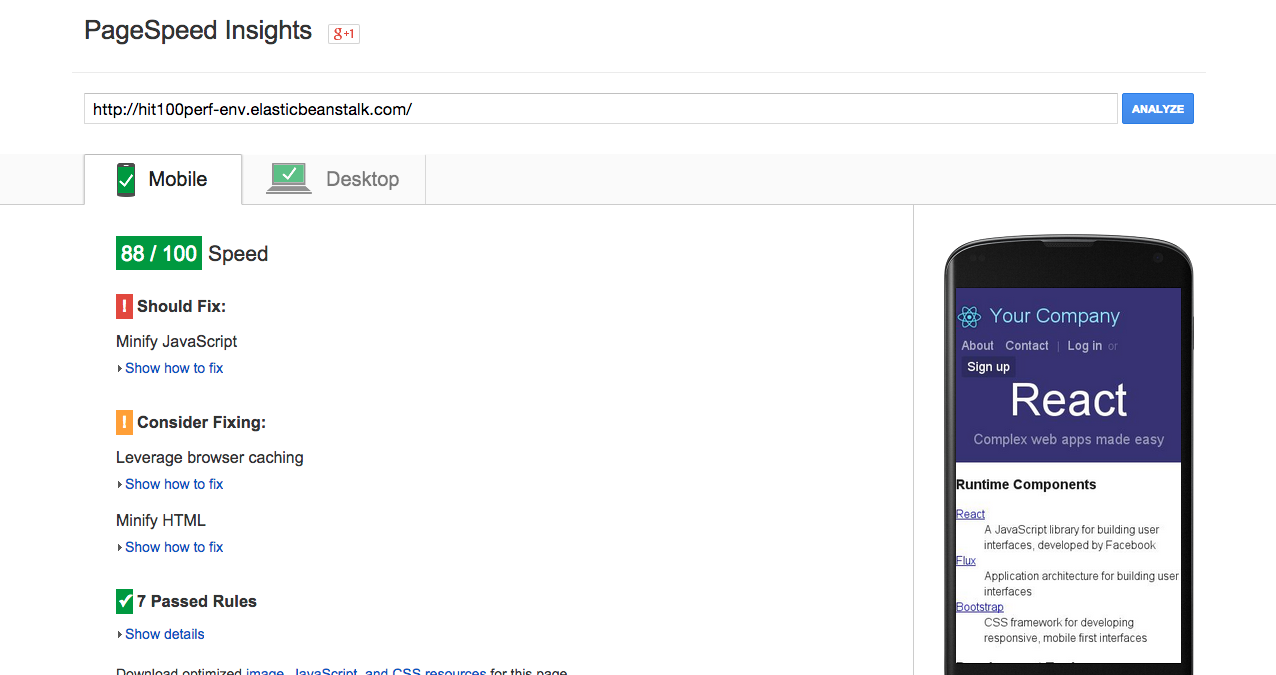 PageSpeed Insights
g+1
http://hit100perf-env.elasticbeanstalk.com/
ANALYZE
Mobile
Desktop
88 / 100 Speed
! Should Fix:
Minify JavaScript
Show how to fix
! Consider Fixing:
Leverage browser caching
Show how to fix
Minify HTML
Show how to fix
7 Passed Rules
Show details
Download optimized image, JavaScript, and CSS resources for this page
Your Company
About Contact | Log in or
Sign up
React
Complex web apps made easy
Runtime Components
React
A JavaScript library for building user
interfaces, developed by Facebook
Flux
Application architecture for building user
interfaces
Bootstrap
CSS framework for developing
responsive, mobile first interfaces